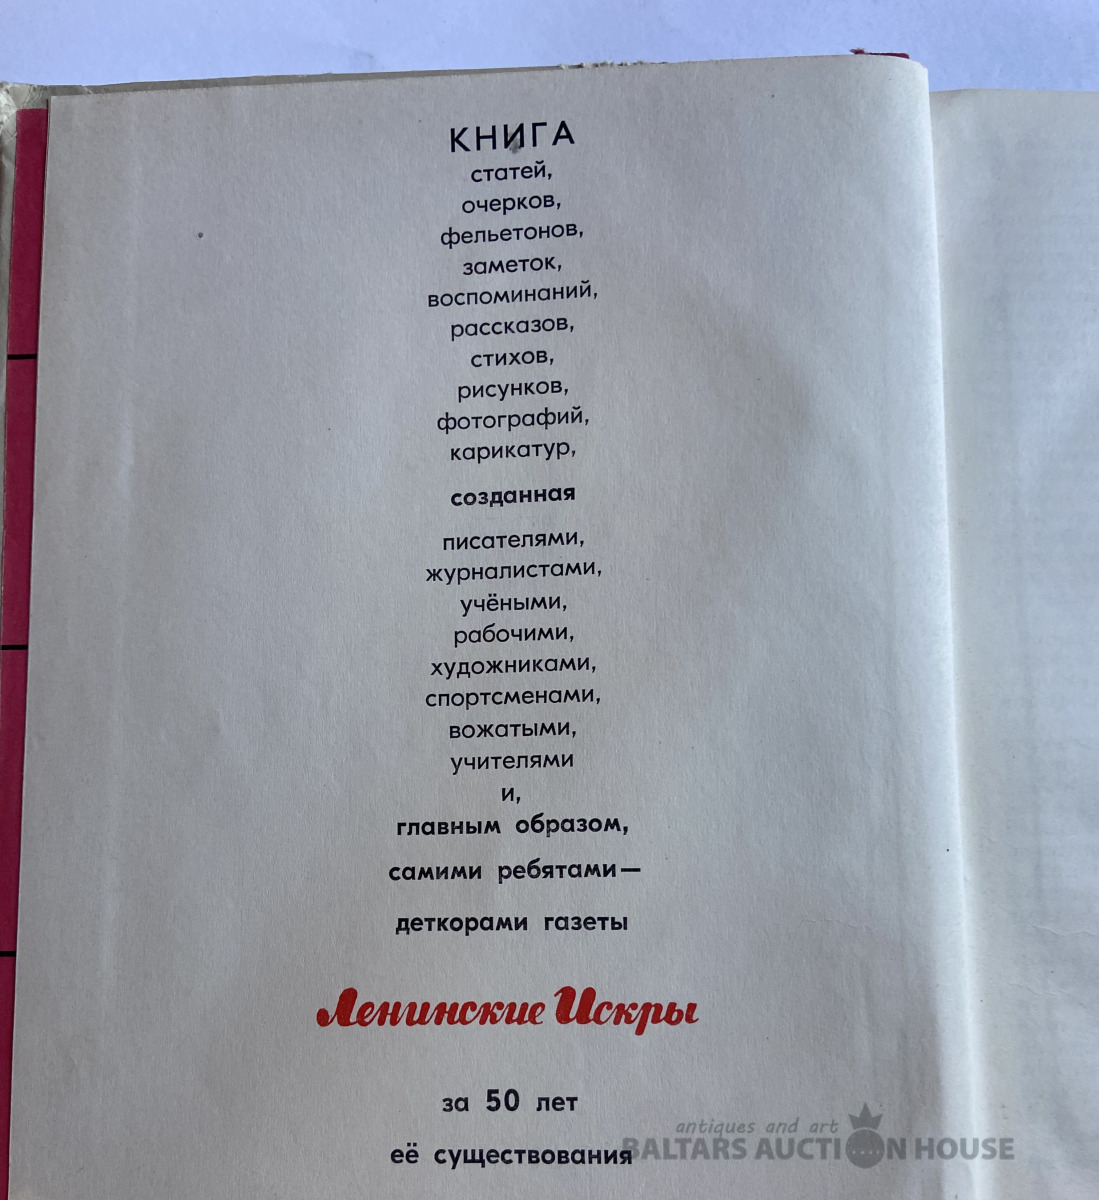 КНИГА
статей,
очерков,
фельетонов,
заметок,
воспоминаний,
рассказов,
стихов,
рисунков,
фотографий,
карикатур,
созданная
писателями,
журналистами,
учёными,
рабочими,
художниками,
спортсменами,
вожатыми,
учителями
и,
главным образом,
самими ребятами—
деткорами газеты
Ленинские Искры
за 50 лет
её существования
antiques and art
BALTARS AUCTION HOUSE